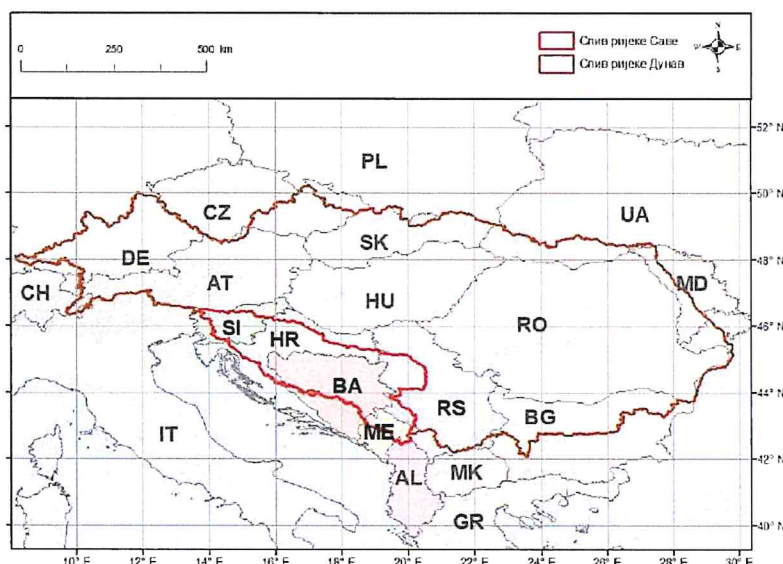 0 250 500 km
Слив ријеке Саве
Слив ријеке Дунав
N
W E
S
52° N
PL
50° N
CZ
UA
SK
DE
48° N
AT
MD
CH
HU
RO
46° N
SI
HR
BA
44° N
RS
BG
ME
IT
42° N
AL
MK
GR
40° N
10° E 12° E 14° E 16° E 18° E 20° E 22° E 24° E 26° E 28° E 30° E